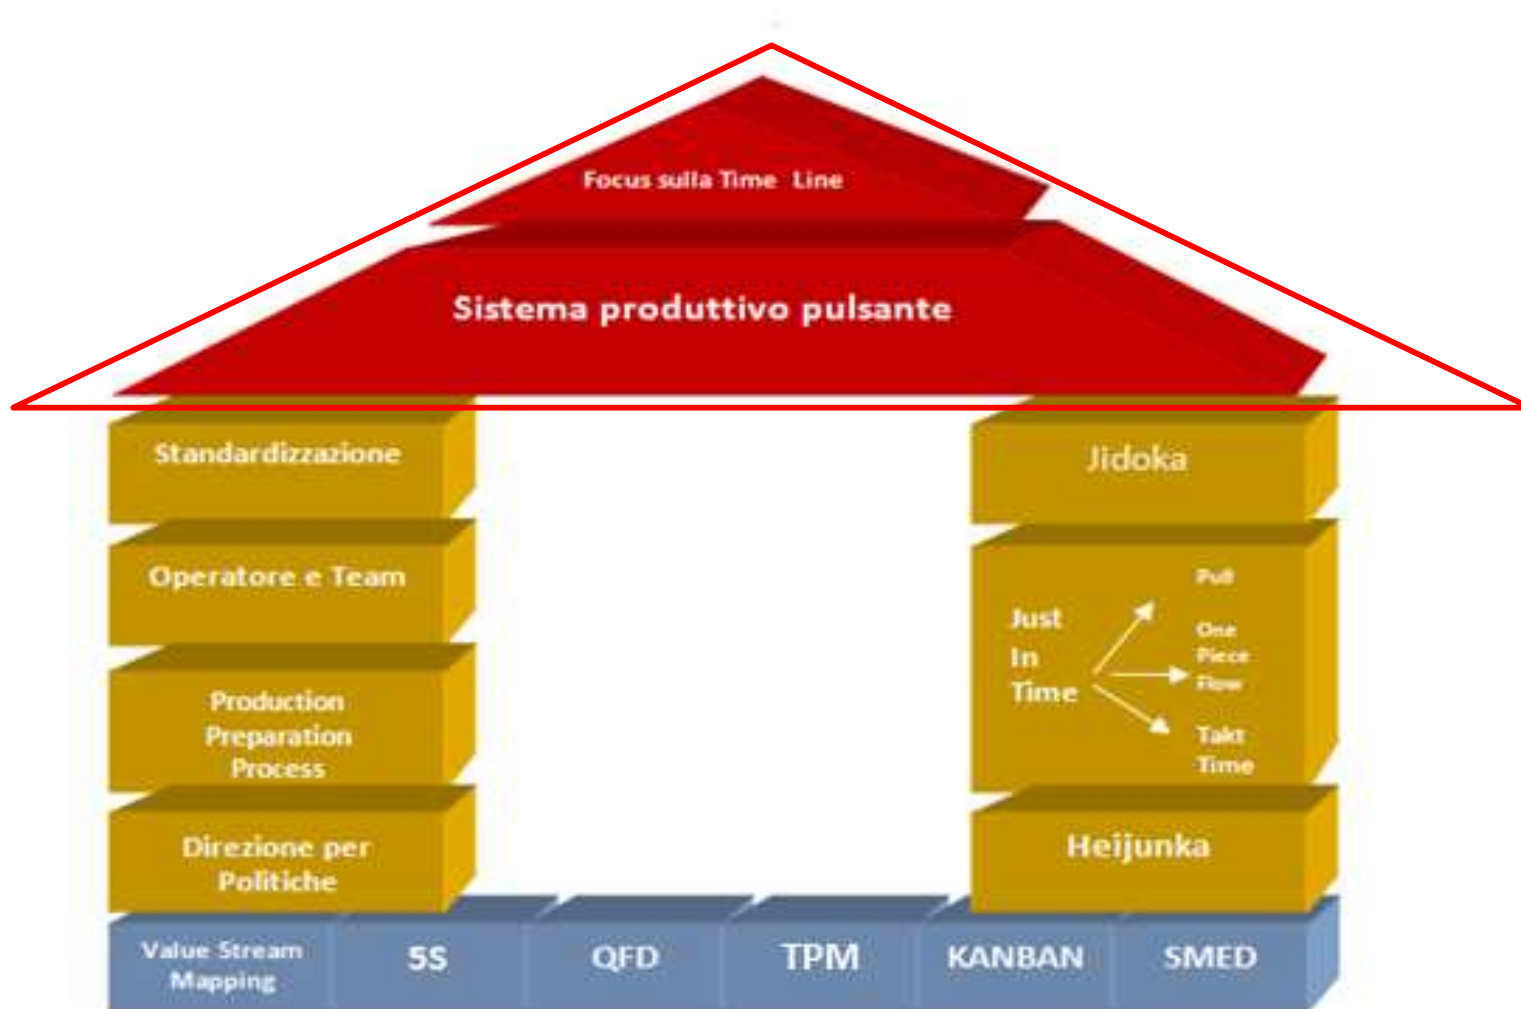 Focus sulla Time Line
Sistema produttivo pulsante
Standardizzazione
Operatore e Team
Production
Preparation
Process
Direzione per
Politiche
Jidoka
Just
In
Time
Pull
One
Piece
Flow
Takt
Time
Heijunka
Value Stream
Mapping
5S
QFD
TPM
KANBAN
SMED